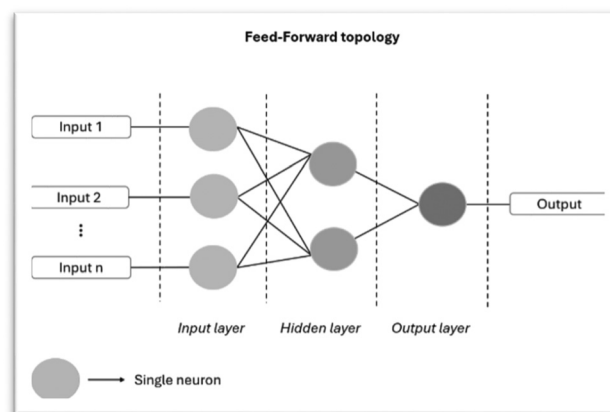 Feed-Forward topology
Input 1
Input 2
⋮
Input n
Output
Input layer
Hidden layer
Output layer
Single neuron